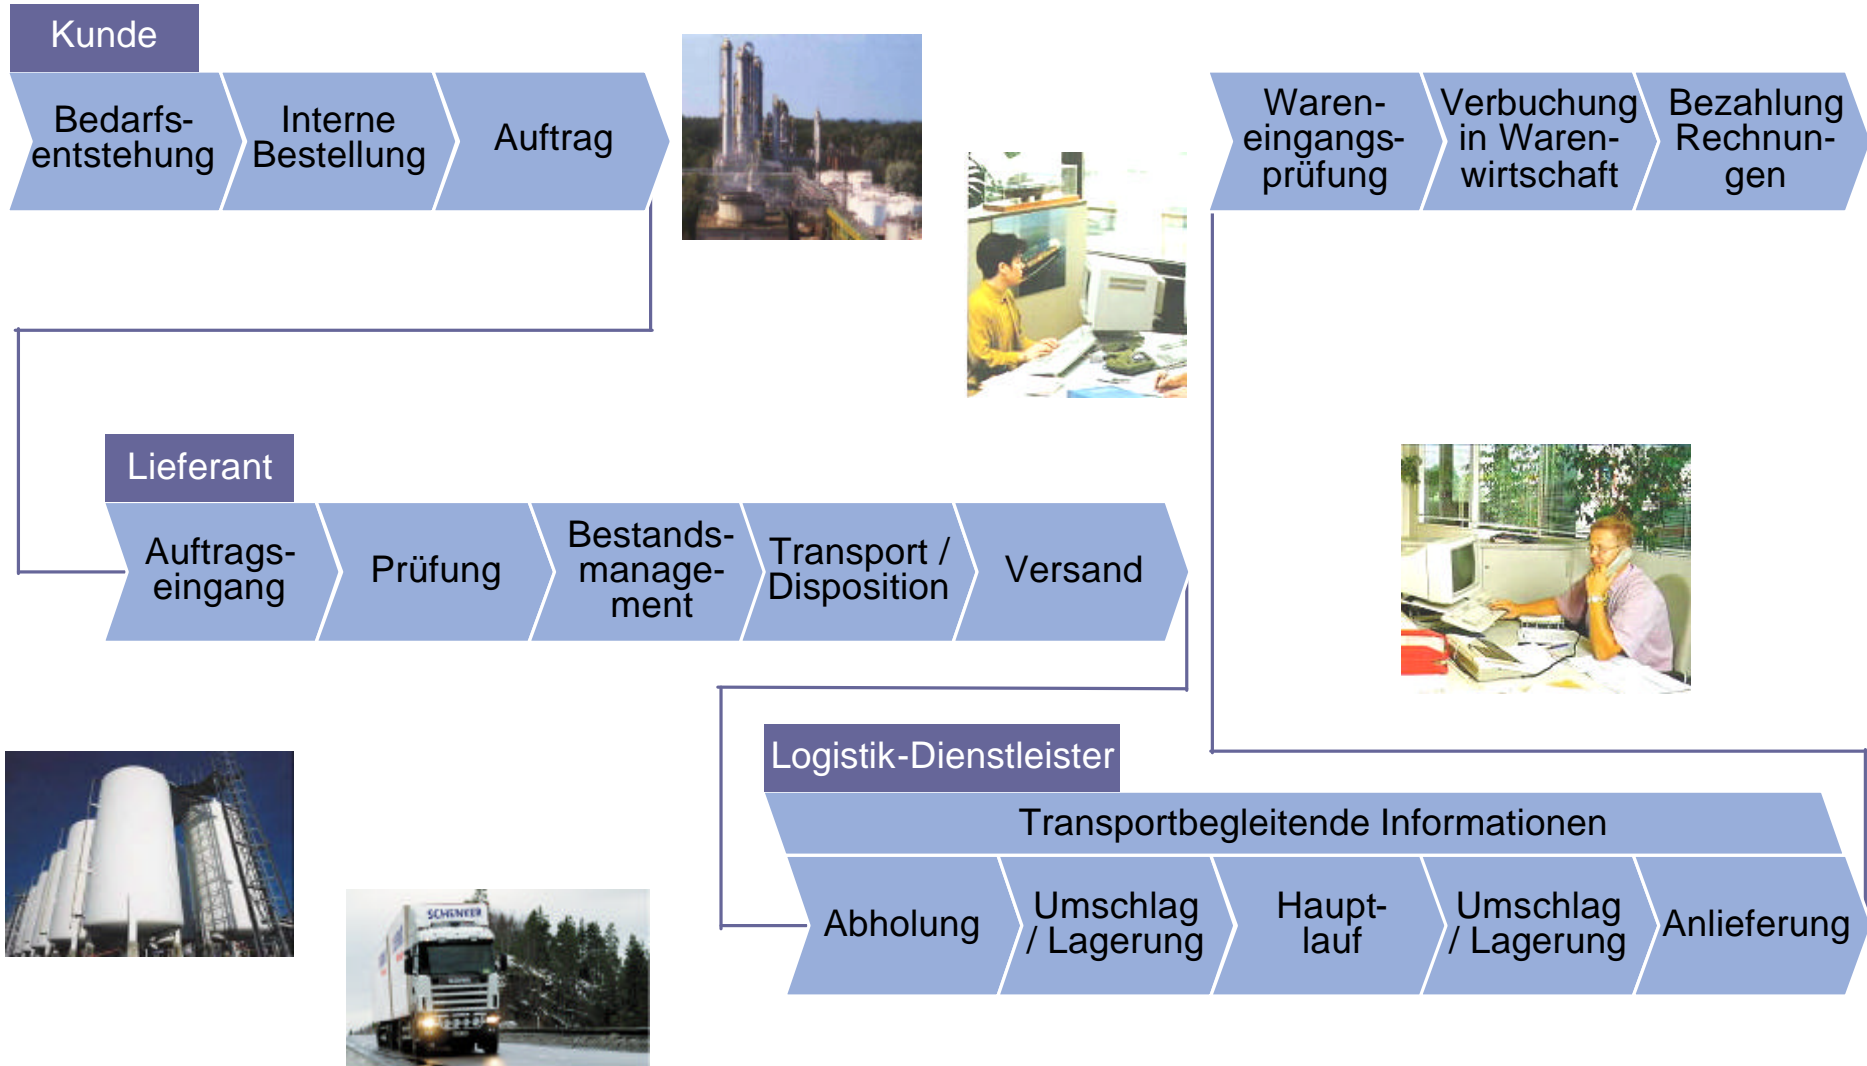 Kunde
Bedarfs-
entstehung
Interne
Bestellung
Auftrag
Waren-
eingangs-
prüfung
Verbuchung
in Waren-
wirtschaft
Bezahlung
Rechnun-
gen
Lieferant
Auftrags-
eingang
Prüfung
Bestands-
manage-
ment
Transport /
Disposition
Versand
Logistik-Dienstleister
Transportbegleitende Informationen
Abholung
Umschlag
/ Lagerung
Haupt-
lauf
Umschlag
/ Lagerung
Anlieferung
SCHENKER